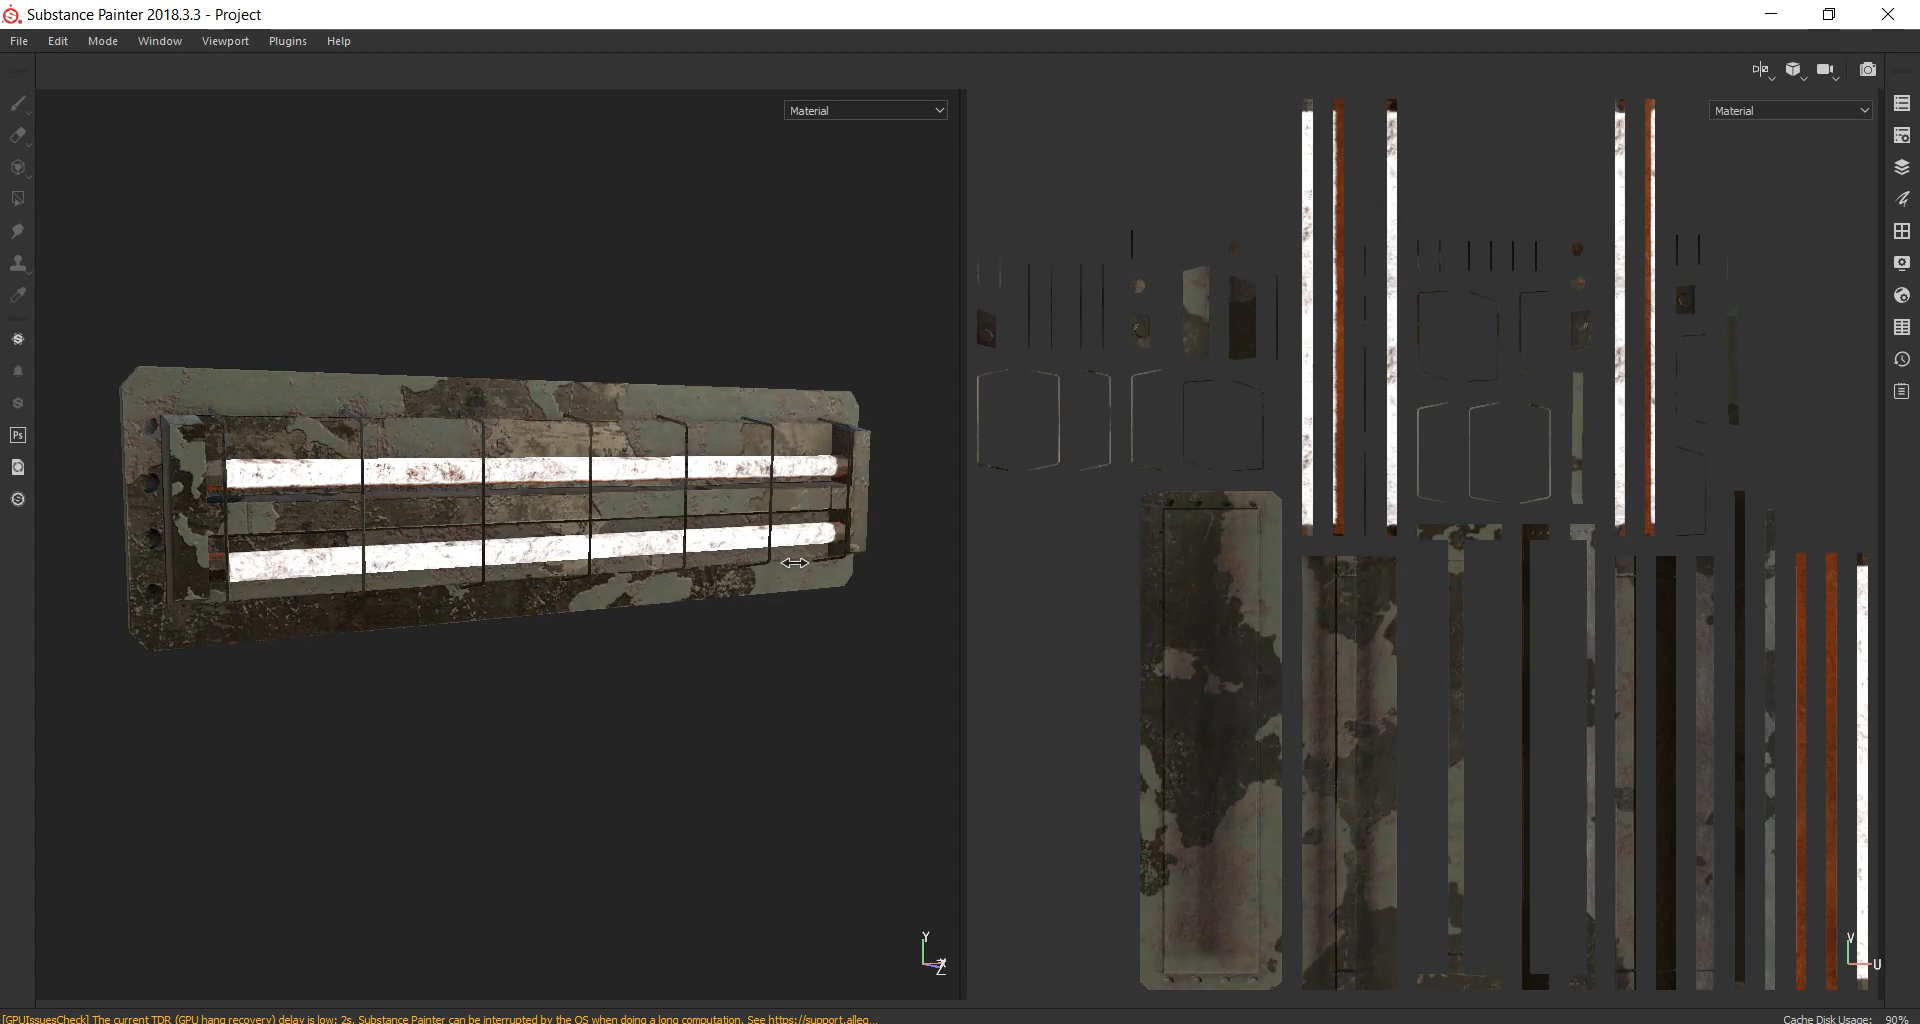 Substance Painter 2018.3.3 - Project
File Edit Mode Window Viewport Plugins Help
Material
Material
Ps
Y
X
Z
V
U
[GPUIssuesCheck] The current TDR (GPU hang recovery) delay is low: 2s. Substance Painter can be interrupted by the OS when doing a long computation. See https://support.alleg...
Cache Disk Usage: 90%